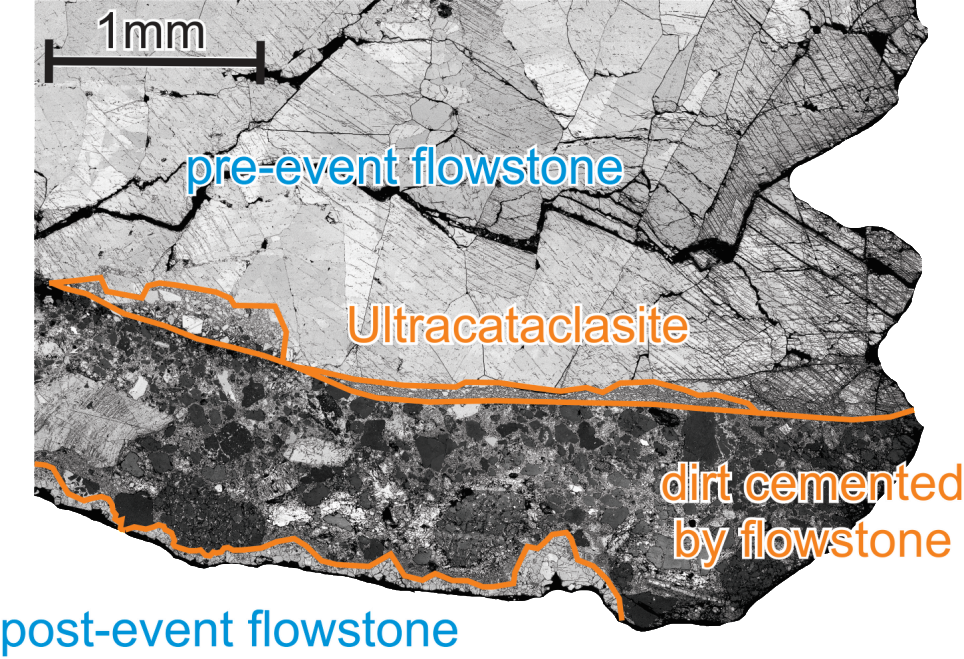 1mm
pre-event flowstone
Ultracataclasite
dirt cemented
by flowstone
post-event flowstone